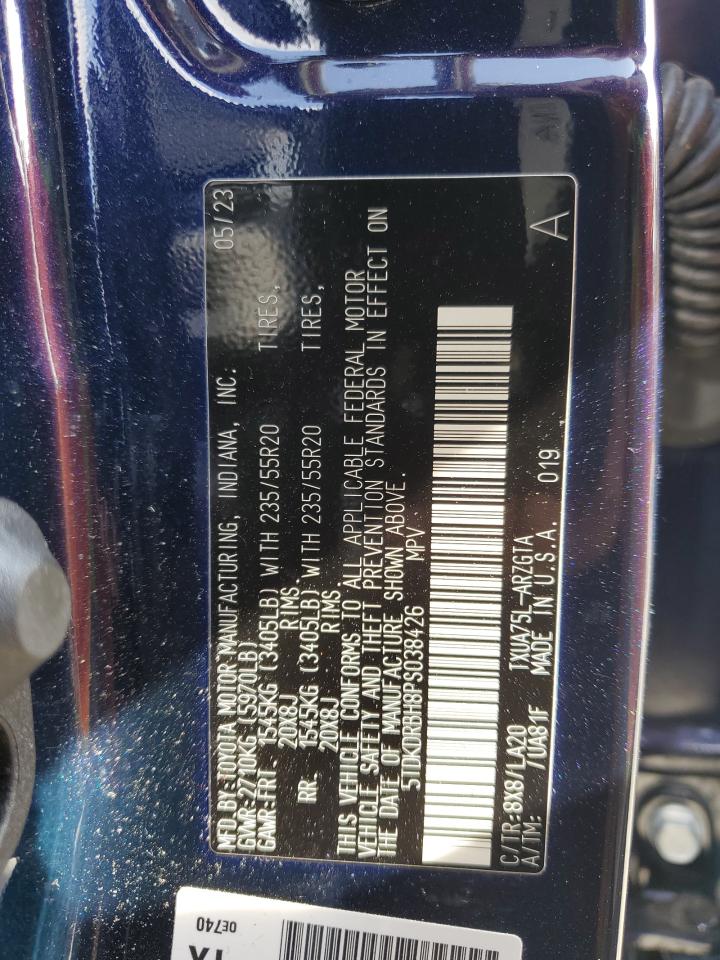 MFD.BY: TOYOTA MOTOR MANUFACTURING, INDIANA, INC. 05/23
GVWR-2710KG (5970LB)
GAWR-FRT. 1545KG (3405LB) WITH 235/55R20 TIRES,
20X8J RIMS
RR. 1545KG (3405LB) WITH 235/55R20 TIRES,
20X8J RIMS
THIS VEHICLE CONFORMS TO ALL APPLICABLE FEDERAL MOTOR
VEHICLE SAFETY AND THEFT PREVENTION STANDARDS IN EFFECT ON
THE DATE OF MANUFACTURE SHOWN ABOVE.
5TDKDRBH8PS038426 MPV
C/TR:8X8/LA20 TXUA75L-ARZGTA 019 A
A/TM: /UA81F MADE IN U.S.A.
0E740